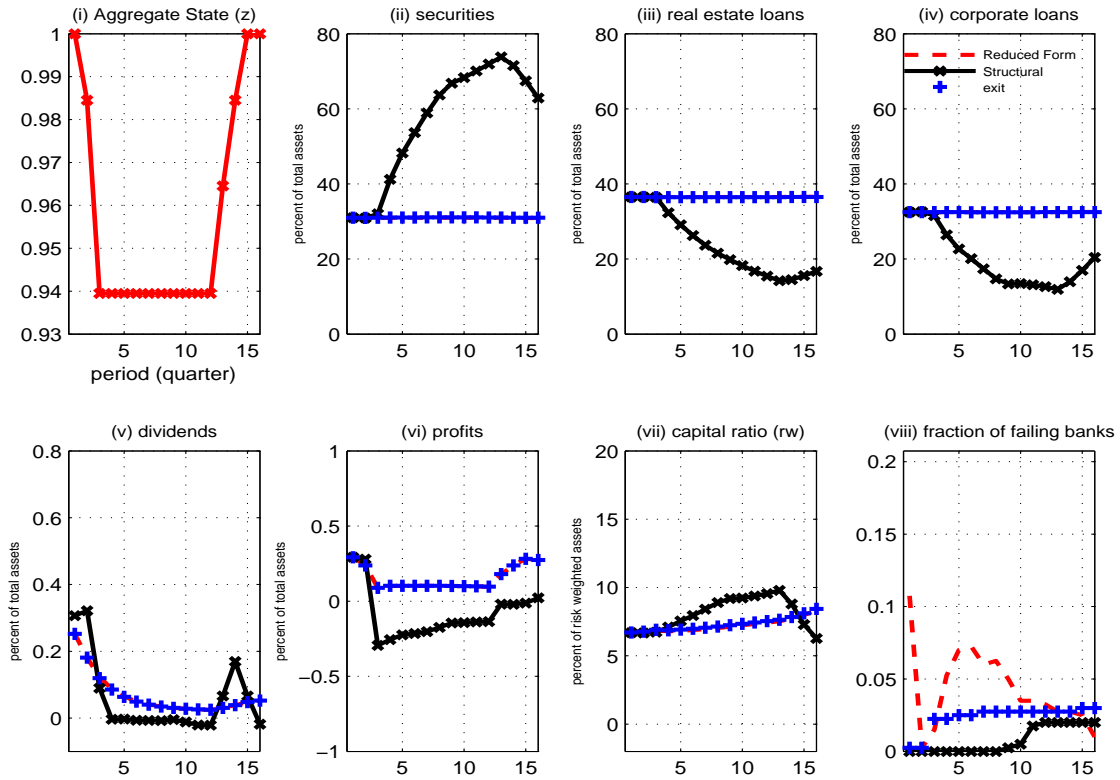 (i) Aggregate State (z)
1
0.99
0.98
0.97
0.96
0.95
0.94
0.93
5 10 15
period (quarter)
(ii) securities
percent of total assets
80
60
40
20
0
5 10 15
(iii) real estate loans
percent of total assets
80
60
40
20
0
5 10 15
(iv) corporate loans
percent of total assets
80
60
40
20
0
5 10 15
Reduced Form
Structural
exit
(v) dividends
percent of total assets
0.8
0.6
0.4
0.2
0
5 10 15
(vi) profits
percent of total assets
1
0.5
0
−0.5
−1
5 10 15
(vii) capital ratio (rw)
percent of risk weighted assets
20
15
10
5
0
5 10 15
(viii) fraction of failing banks
0.2
0.15
0.1
0.05
0
5 10 15